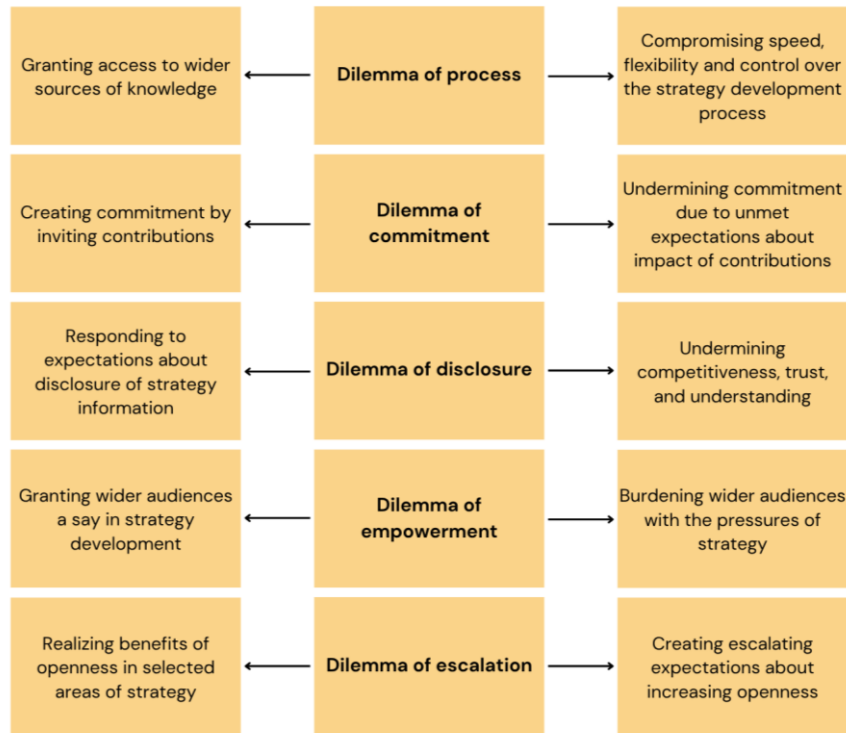 Granting access to wider
sources of knowledge
Dilemma of process
Compromising speed,
flexibility and control over
the strategy development
process
Creating commitment by
inviting contributions
Dilemma of
commitment
Undermining commitment
due to unmet
expectations about
impact of contributions
Responding to
expectations about
disclosure of strategy
information
Dilemma of disclosure
Undermining
competitiveness, trust,
and understanding
Granting wider audiences
a say in strategy
development
Dilemma of
empowerment
Burdening wider audiences
with the pressures of
strategy
Realizing benefits of
openness in selected
areas of strategy
Dilemma of escalation
Creating escalating
expectations about
increasing openness